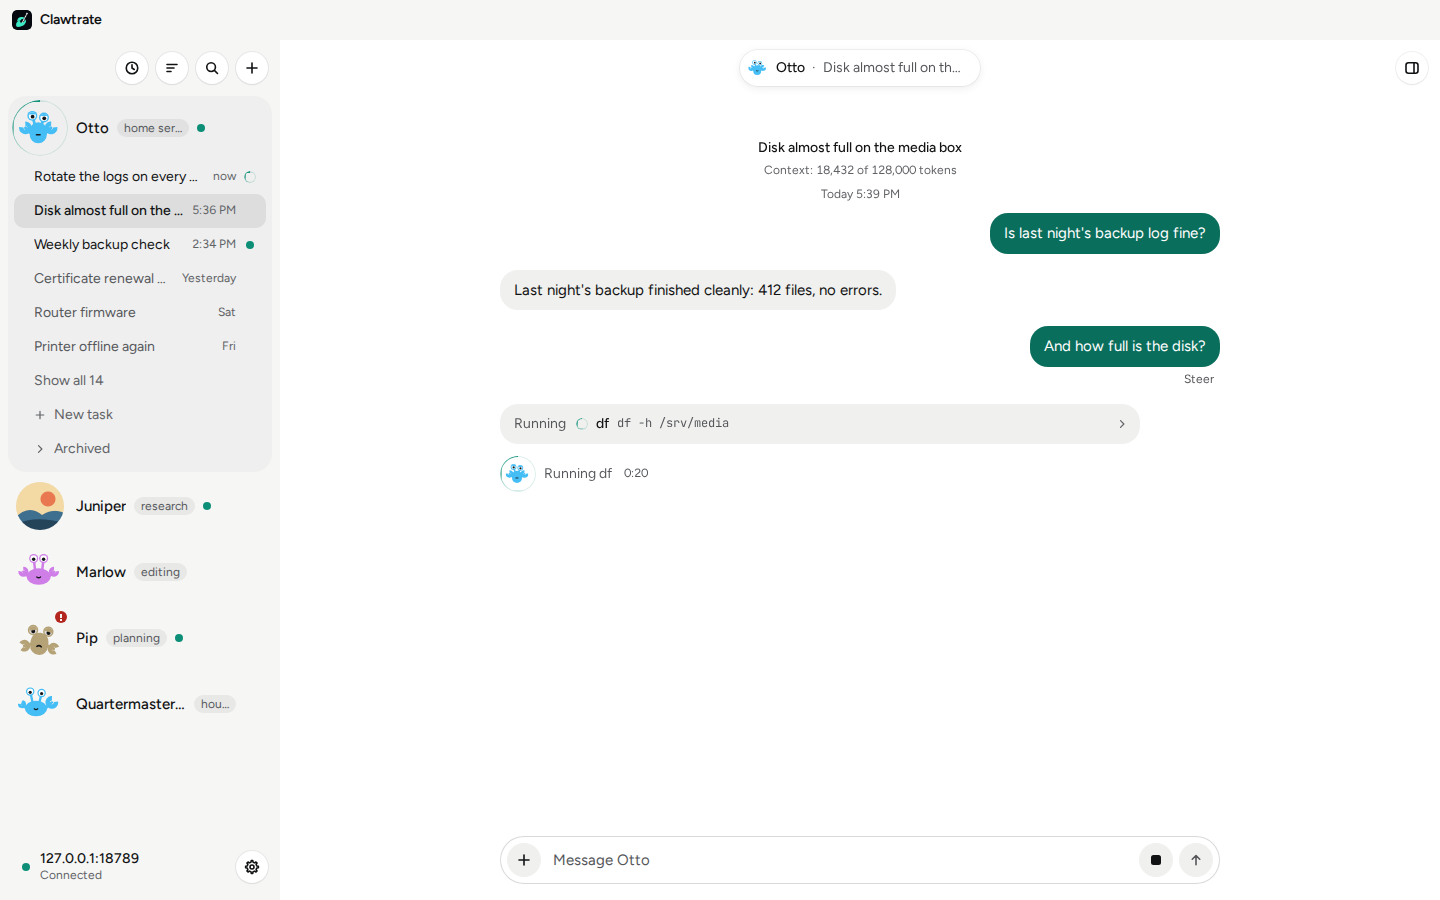 Clawtrate
Otto home ser...
Rotate the logs on every ... now
Disk almost full on the ... 5:36 PM
Weekly backup check 2:34 PM
Certificate renewal ... Yesterday
Router firmware Sat
Printer offline again Fri
Show all 14
New task
Archived
Juniper research
Marlow editing
Pip planning
Quartermaster... hou...
127.0.0.1:18789
Connected
Otto · Disk almost full on th...
Disk almost full on the media box
Context: 18,432 of 128,000 tokens
Today 5:39 PM
Is last night's backup log fine?
Last night's backup finished cleanly: 412 files, no errors.
And how full is the disk?
Steer
Running df df -h /srv/media
Running df 0:20
Message Otto